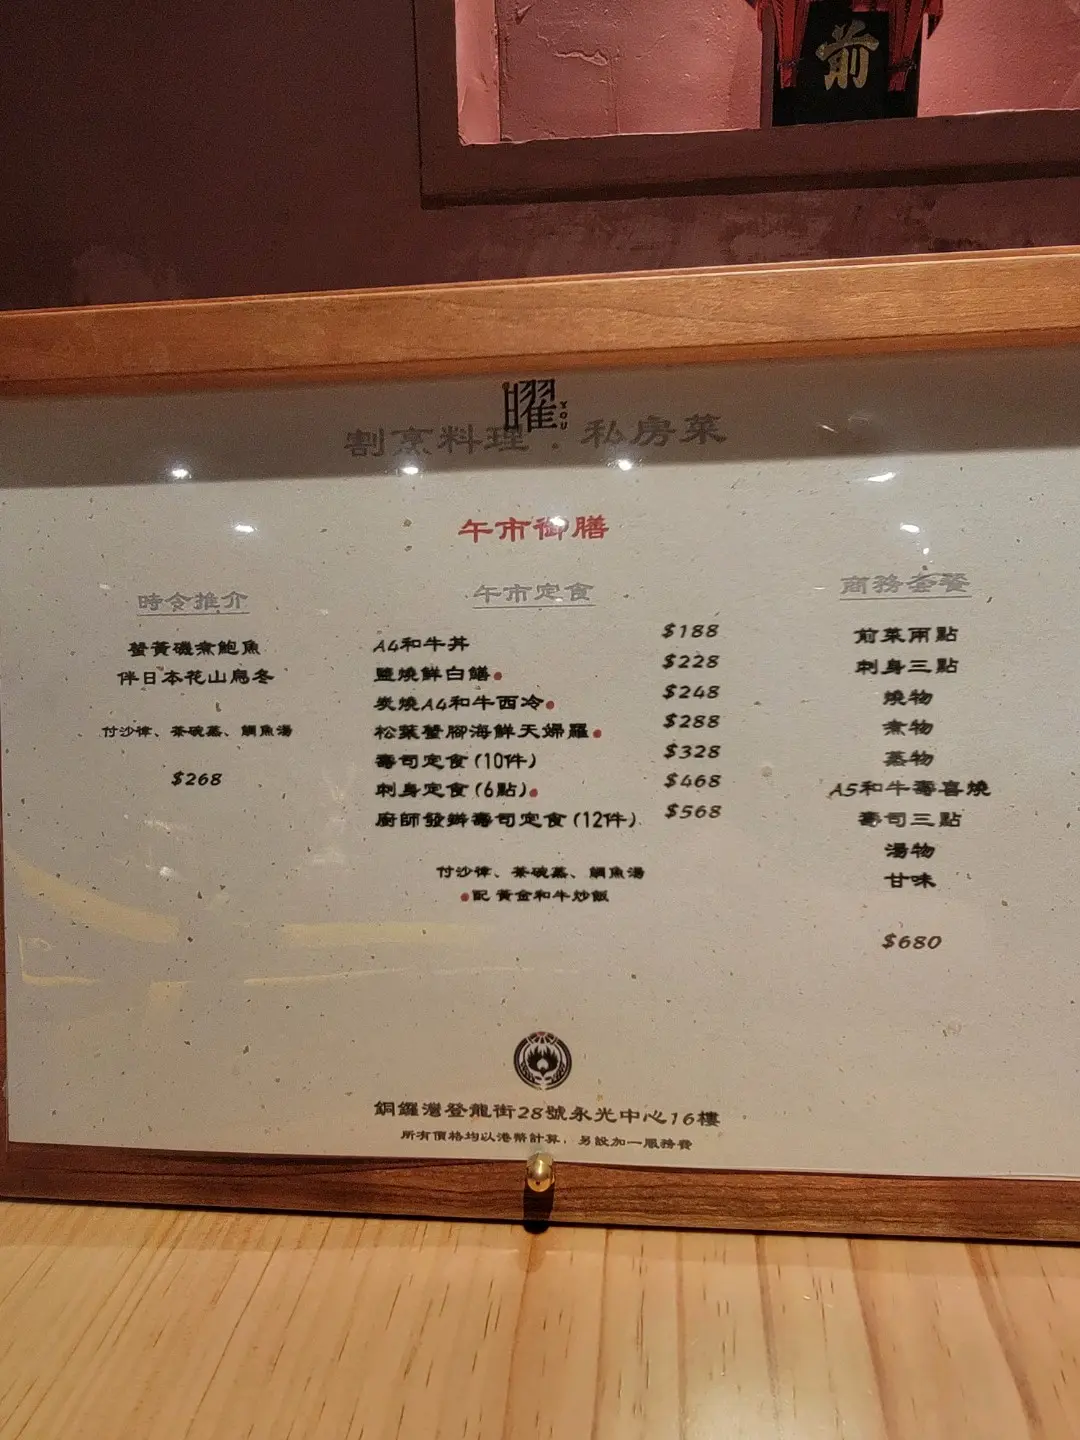 前
曜
YOU
割烹料理．私房菜
午市御膳
時令推介
蟹黃磯煮鮑魚
伴日本花山烏冬
付沙律、茶碗蒸、鯛魚湯
$268
午市定食
A4和牛丼 $188
鹽燒鮮白鱔● $228
炭燒A4和牛西冷● $248
松葉蟹腳海鮮天婦羅● $288
壽司定食(10件) $328
刺身定食(6點)● $468
廚師發辦壽司定食(12件) $568
付沙律、茶碗蒸、鯛魚湯
●配 黃金和牛炒飯
商務套餐
前菜兩點
刺身三點
燒物
煮物
蒸物
A5和牛壽喜燒
壽司三點
湯物
甘味
$680
銅鑼灣登龍街28號永光中心16樓
所有價格均以港幣計算，另設加一服務費